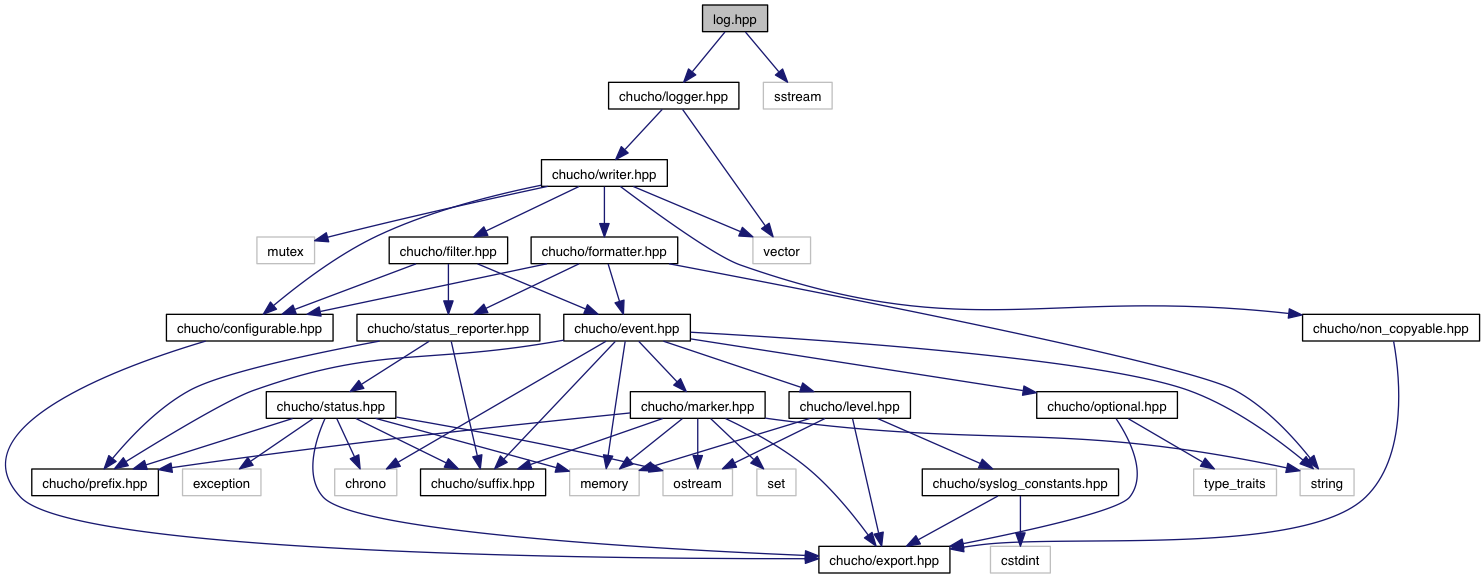 log.hpp
chucho/logger.hpp
sstream
chucho/writer.hpp
mutex
chucho/filter.hpp
chucho/formatter.hpp
vector
chucho/configurable.hpp
chucho/status_reporter.hpp
chucho/event.hpp
chucho/non_copyable.hpp
chucho/status.hpp
chucho/marker.hpp
chucho/level.hpp
chucho/optional.hpp
chucho/prefix.hpp
exception
chrono
chucho/suffix.hpp
memory
ostream
set
chucho/syslog_constants.hpp
type_traits
string
chucho/export.hpp
cstdint